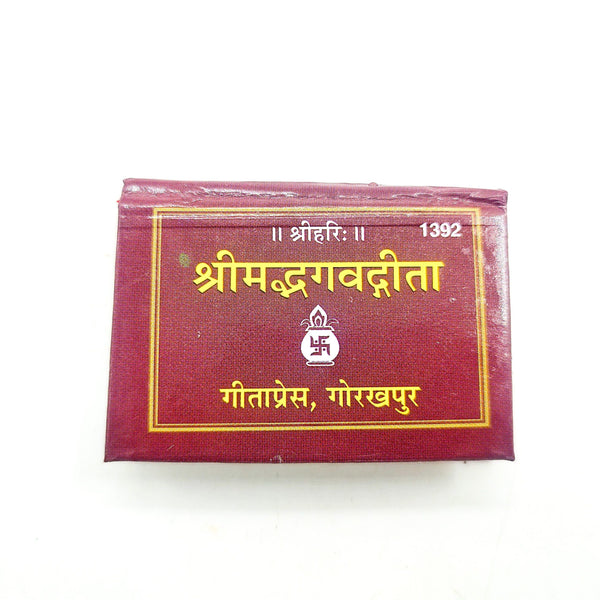 ॥ श्रीहरिः ॥ 1392
श्रीमद्भगवद्गीता
गीताप्रेस, गोरखपुर